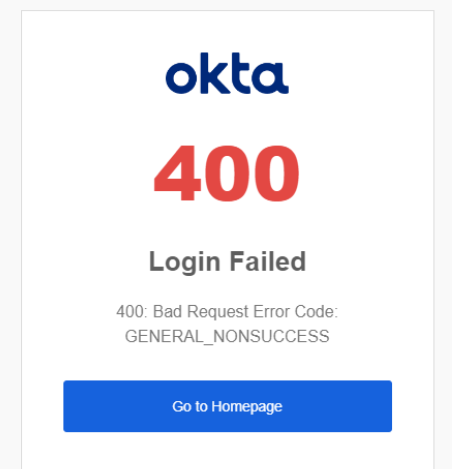 okta
400
Login Failed
400: Bad Request Error Code:
GENERAL_NONSUCCESS
Go to Homepage